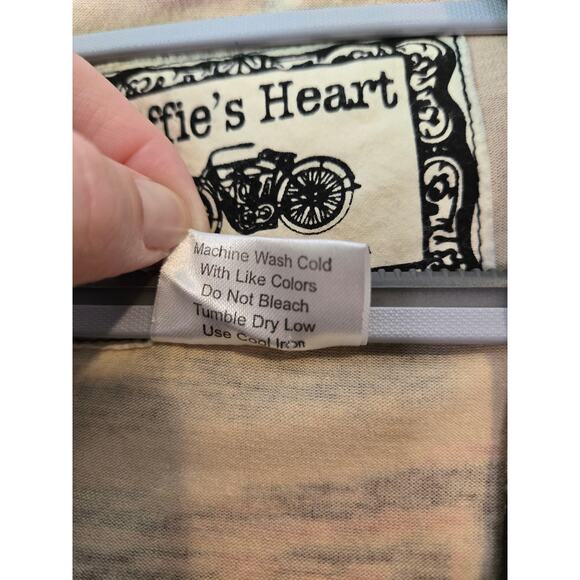 ffie's Heart
Machine Wash Cold
With Like Colors
Do Not Bleach
Tumble Dry Low
Use Cool Iron